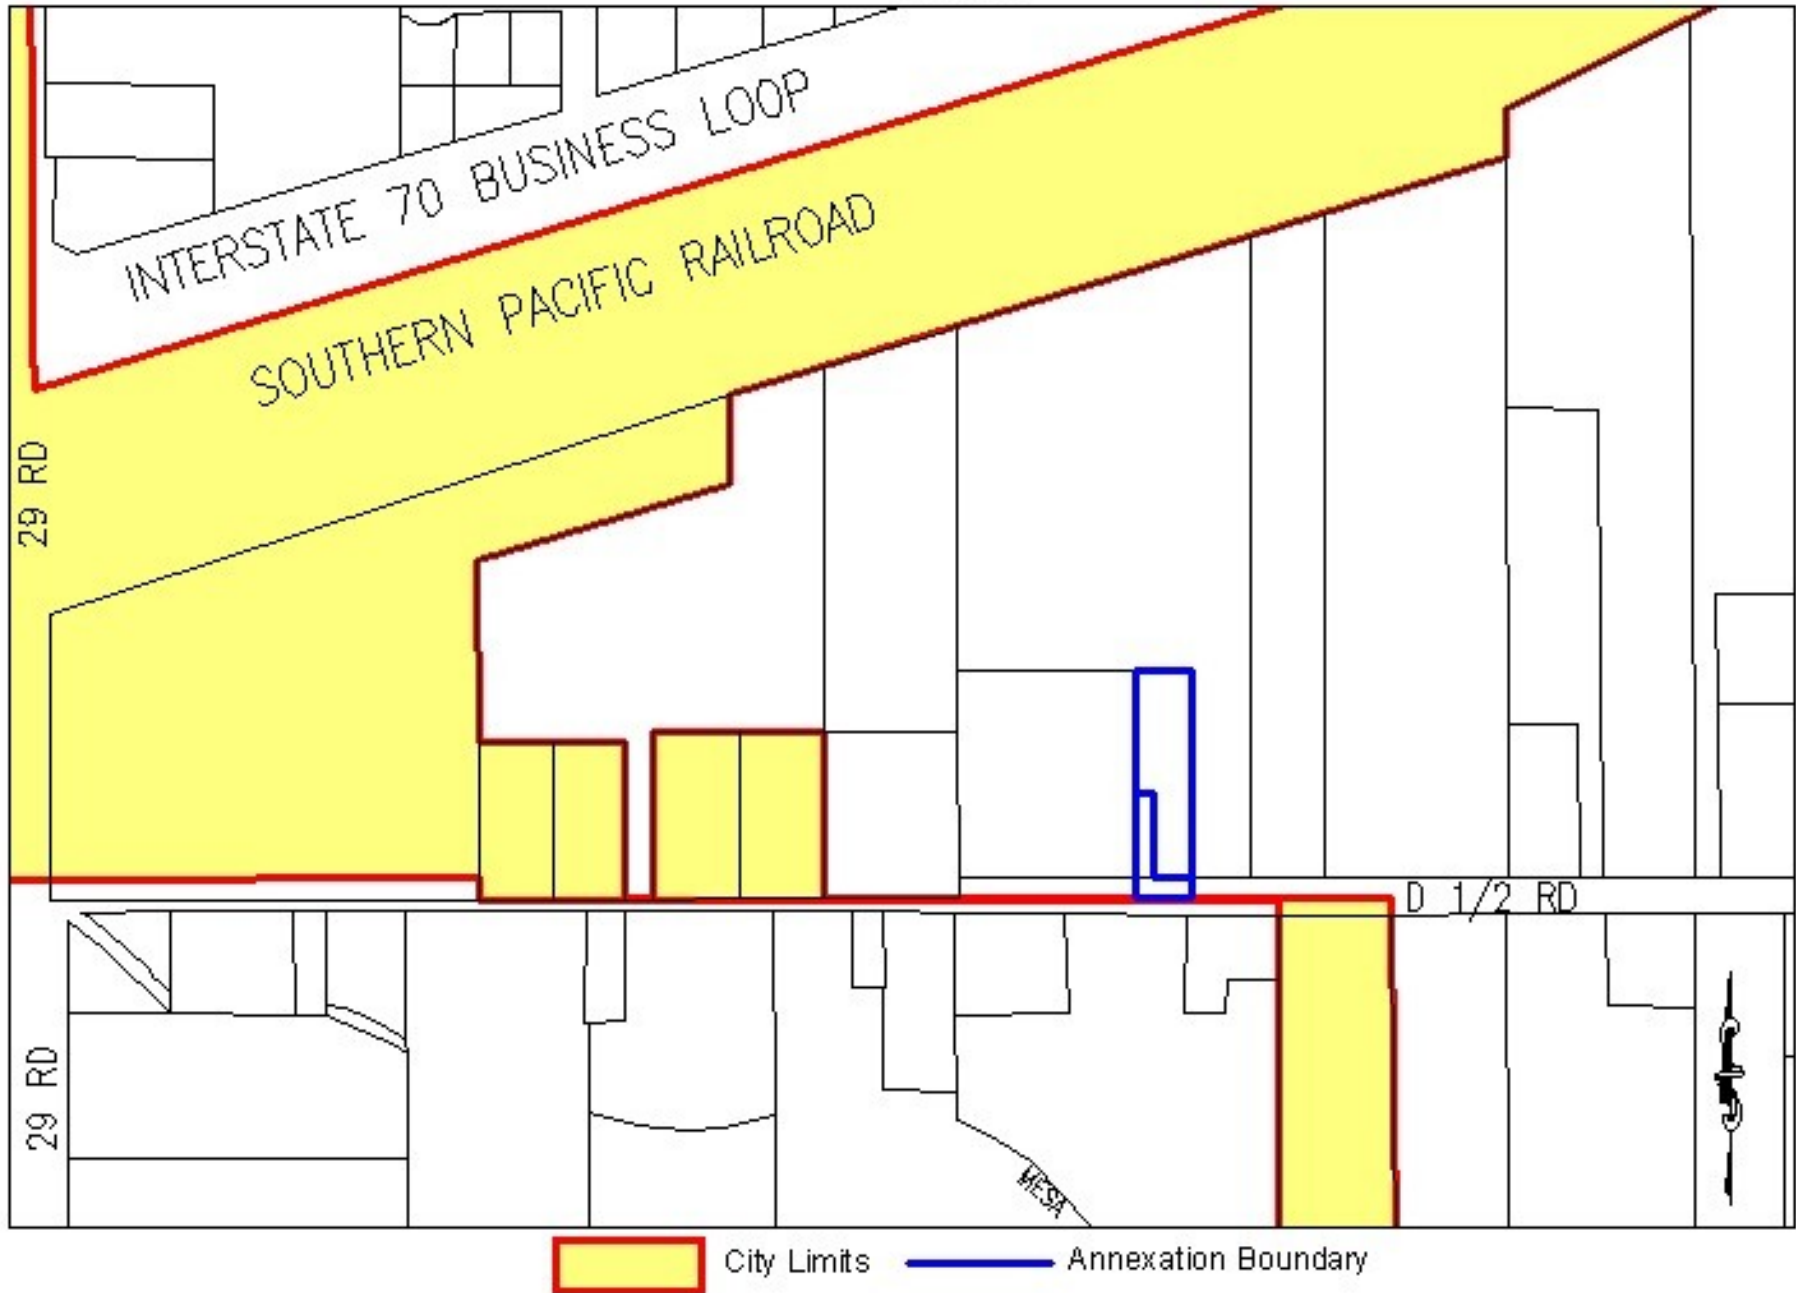 INTERSTATE 70 BUSINESS LOOP
SOUTHERN PACIFIC RAILROAD
29 RD
D 1/2 RD
29 RD
MESA
City Limits
Annexation Boundary